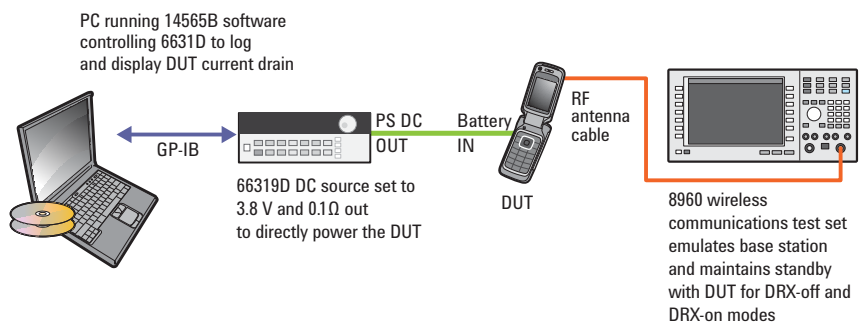 PC running 14565B software
controlling 6631D to log
and display DUT current drain
GP-IB
PS DC
OUT
Battery
IN
RF
antenna
cable
66319D DC source set to
3.8 V and 0.1Ω out
to directly power the DUT
DUT
8960 wireless
communications test set
emulates base station
and maintains standby
with DUT for DRX-off and
DRX-on modes